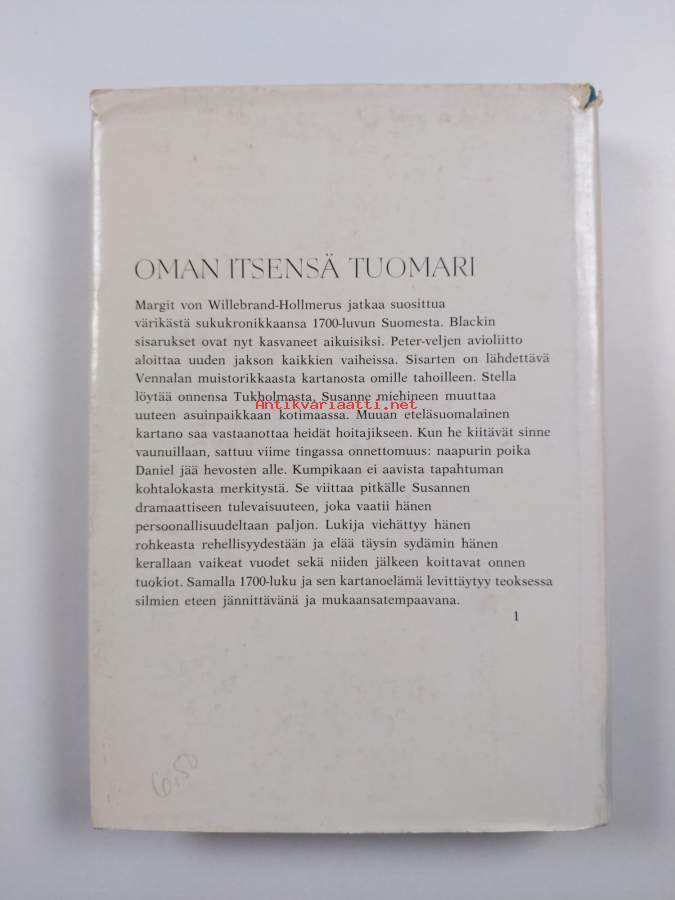 OMAN ITSENSÄ TUOMARI
Margit von Willebrand-Hollmerus jatkaa suosittua
värikästä sukukronikkaansa 1700-luvun Suomesta. Blackin
sisarukset ovat nyt kasvaneet aikuisiksi. Peter-veljen avioliitto
aloittaa uuden jakson kaikkien vaiheissa. Sisarten on lähdettävä
Vennalan muistorikkaasta kartanosta omille tahoilleen. Stella
löytää onnensa Tukholmasta, Susanne miehineen muuttaa
Antikvariaatti.net
uuteen asuinpaikkaan kotimaassa. Muuan eteläsuomalainen
kartano saa vastaanottaa heidät hoitajikseen. Kun he kiitävät sinne
vaunuillaan, sattuu viime tingassa onnettomuus: naapurin poika
Daniel jää hevosten alle. Kumpikaan ei aavista tapahtuman
kohtalokasta merkitystä. Se viittaa pitkälle Susannen
dramaattiseen tulevaisuuteen, joka vaatii hänen
persoonallisuudeltaan paljon. Lukija viehättyy hänen
rohkeasta rehellisyydestään ja elää täysin sydämin hänen
kerallaan vaikeat vuodet sekä niiden jälkeen koittavat onnen
tuokiot. Samalla 1700-luku ja sen kartanoelämä levittäytyy teoksessa
silmien eteen jännittävänä ja mukaansatempaavana.
1
6,50